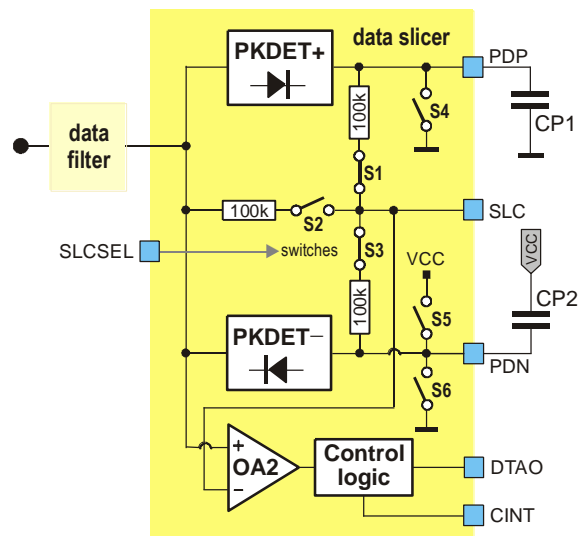 PKDET+
data slicer
PDP
100k
S4
CP1
data
filter
S1
100k
S2
SLC
SLCSEL
switches
S3
VCC
VCC
100k
S5
CP2
PKDET−
PDN
S6
+
OA2
−
Control
logic
DTAO
CINT